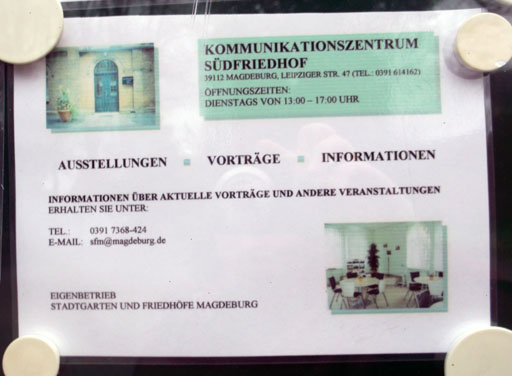 KOMMUNIKATIONSZENTRUM
SÜDFRIEDHOF
39112 MAGDEBURG, LEIPZIGER STR. 47 (TEL.: 0391 614162)
ÖFFNUNGSZEITEN:
DIENSTAGS VON 13:00 – 17:00 UHR
AUSSTELLUNGEN ▪ VORTRÄGE ▪ INFORMATIONEN
INFORMATIONEN ÜBER AKTUELLE VORTRÄGE UND ANDERE VERANSTALTUNGEN
ERHALTEN SIE UNTER:
TEL.: 0391 7368-424
E-MAIL: sfm@magdeburg.de
EIGENBETRIEB
STADTGARTEN UND FRIEDHÖFE MAGDEBURG